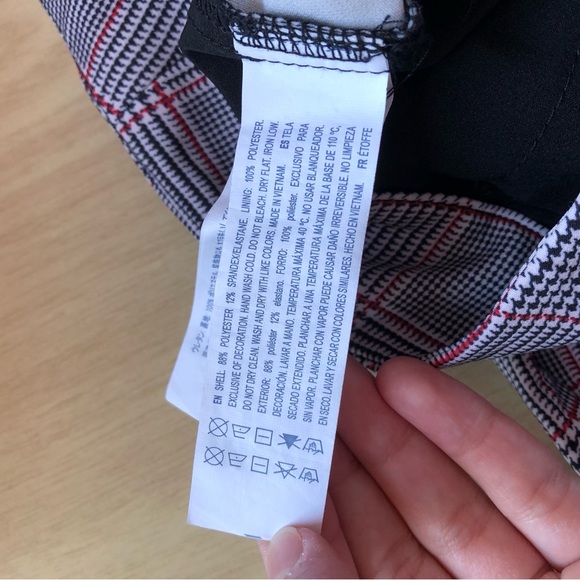 EN SHELL: 88% POLYESTER 12% SPANDEX/ELASTANE. LINING: 100% POLYESTER.
EXCLUSIVE OF DECORATION. HAND WASH COLD. DO NOT BLEACH. DRY FLAT. IRON LOW.
DO NOT DRY CLEAN. WASH AND DRY WITH LIKE COLORS. MADE IN VIETNAM. ES TELA
EXTERIOR: 88% poliéster 12% elastano. FORRO: 100% poliéster. EXCLUSIVO PARA
DECORACIÓN. LAVAR A MANO. TEMPERATURA MÁXIMA 40 ºC. NO USAR BLANQUEADOR.
SECADO EXTENDIDO. PLANCHAR A UNA TEMPERATURA MÁXIMA DE LA BASE DE 110 ºC,
SIN VAPOR. PLANCHAR CON VAPOR PUEDE CAUSAR DAÑO IRREVERSIBLE. NO LIMPIEZA
EN SECO. LAVAR Y SECAR CON COLORES SIMILARES. HECHO EN VIETNAM. FR ÉTOFFE